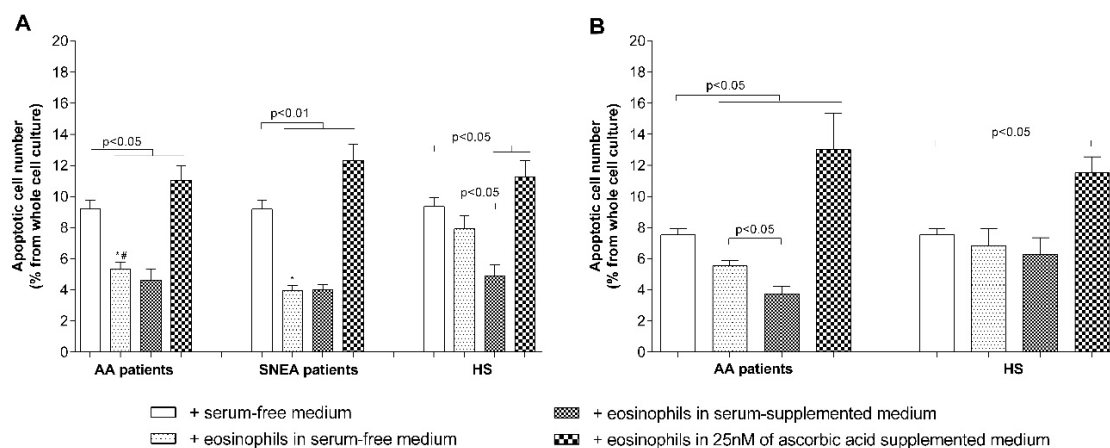 A
Apoptotic cell number
(% from whole cell culture)
20
18
16
14
12
10
8
6
4
2
0
p<0.05
*#
p<0.01
*
p<0.05
p<0.05
AA patients
SNEA patients
HS
B
Apoptotic cell number
(% from whole cell culture)
20
18
16
14
12
10
8
6
4
2
0
p<0.05
p<0.05
p<0.05
AA patients
HS
+ serum-free medium
+ eosinophils in serum-free medium
+ eosinophils in serum-supplemented medium
+ eosinophils in 25nM of ascorbic acid supplemented medium